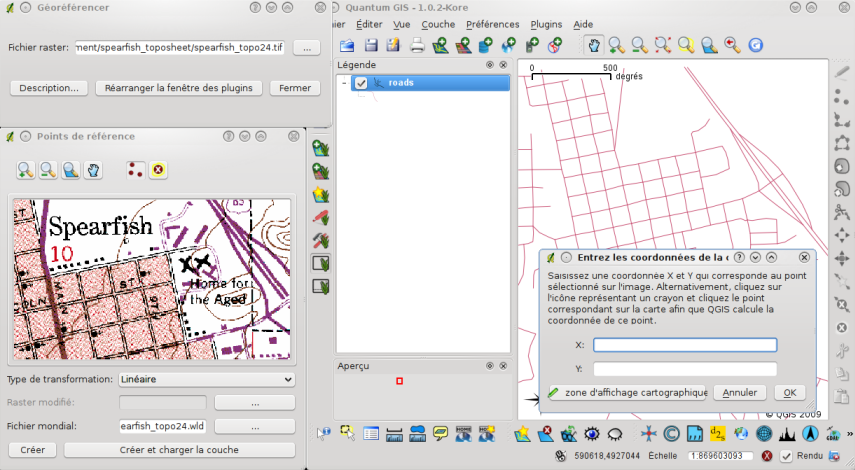 Géoréférencer
Fichier raster: ment/spearfish_toposheet/spearfish_topo24.tif ...
Description... Réarranger la fenêtre des plugins Fermer
Points de référence
Spearfish
10
Home for
the Aged
MAIN
ST
Type de transformation: Linéaire
Raster modifié: ...
Fichier mondial: earfish_topo24.wld ...
Créer Créer et charger la couche
Quantum GIS - 1.0.2-Kore
hier Éditer Vue Couche Préférences Plugins Aide
Légende
roads
Aperçu
0 500
degrés
Entrez les coordonnées de la c
Saisissez une coordonnée X et Y qui corresponde au point
sélectionné sur l'image. Alternativement, cliquez sur
l'icône représentant un crayon et cliquez le point
correspondant sur la carte afin que QGIS calcule la
coordonnée de ce point.
X:
Y:
zone d'affichage cartographique Annuler OK
© QGIS 2009
590618,4927044 Échelle 1:869603093 Rendu